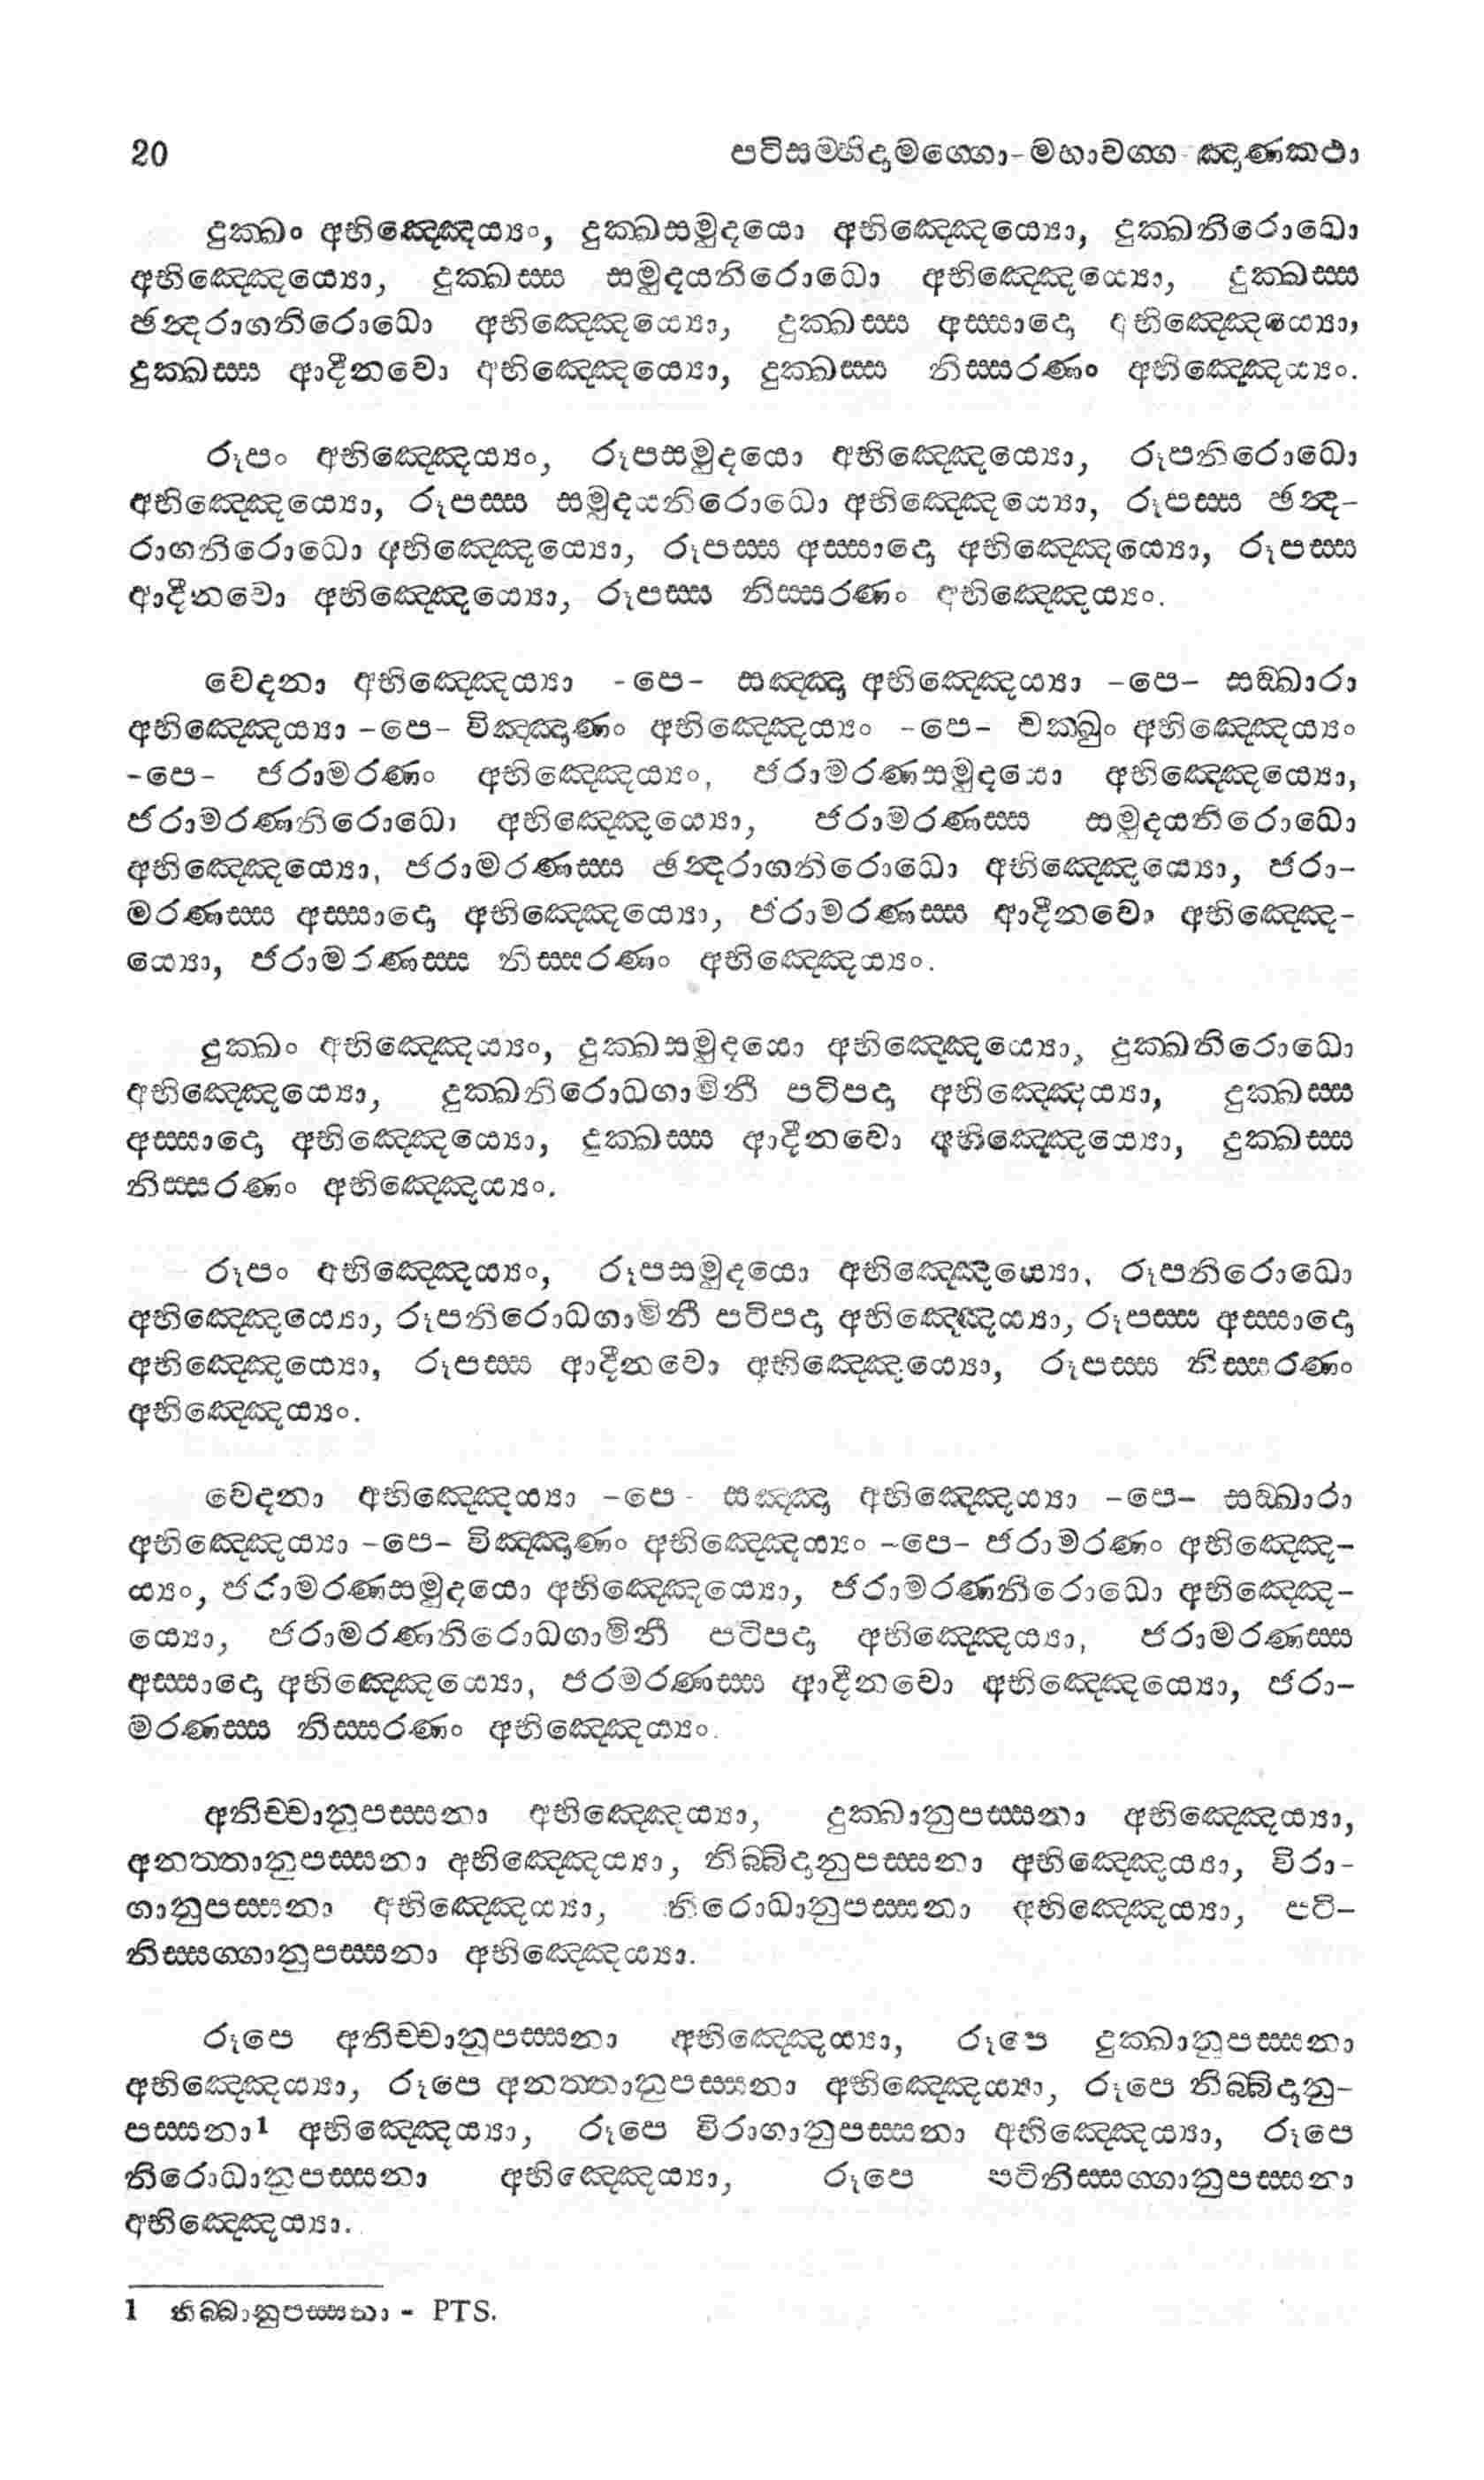 20 පටිසම්භිදාමග්ගො-මහාවග්ග-ඤාණකථා
දුක්ඛං අභිඤ්ඤෙය්‍යං, දුක්ඛසමුදයො අභිඤ්ඤෙය්‍යො, දුක්ඛනිරොධො
අභිඤ්ඤෙය්‍යො, දුක්ඛස්ස සමුදයනිරොධො අභිඤ්ඤෙය්‍යො, දුක්ඛස්ස
ඡන්දරාගනිරොධො අභිඤ්ඤෙය්‍යො, දුක්ඛස්ස අස්සාදො අභිඤ්ඤෙය්‍යො,
දුක්ඛස්ස ආදීනවො අභිඤ්ඤෙය්‍යො, දුක්ඛස්ස නිස්සරණං අභිඤ්ඤෙය්‍යං.
රූපං අභිඤ්ඤෙය්‍යං, රූපසමුදයො අභිඤ්ඤෙය්‍යො, රූපනිරොධො
අභිඤ්ඤෙය්‍යො, රූපස්ස සමුදයනිරොධො අභිඤ්ඤෙය්‍යො, රූපස්ස ඡන්ද-
රාගනිරොධො අභිඤ්ඤෙය්‍යො, රූපස්ස අස්සාදො අභිඤ්ඤෙය්‍යො, රූපස්ස
ආදීනවො අභිඤ්ඤෙය්‍යො, රූපස්ස නිස්සරණං අභිඤ්ඤෙය්‍යං.
වෙදනා අභිඤ්ඤෙය්‍යා -පෙ- සඤ්ඤා අභිඤ්ඤෙය්‍යා -පෙ- සඞ්ඛාරා
අභිඤ්ඤෙය්‍යා -පෙ- විඤ්ඤාණං අභිඤ්ඤෙය්‍යං -පෙ- චක්ඛුං අභිඤ්ඤෙය්‍යං
-පෙ- ජරාමරණං අභිඤ්ඤෙය්‍යං, ජරාමරණසමුදයො අභිඤ්ඤෙය්‍යො,
ජරාමරණනිරොධො අභිඤ්ඤෙය්‍යො, ජරාමරණස්ස සමුදයනිරොධො
අභිඤ්ඤෙය්‍යො, ජරාමරණස්ස ඡන්දරාගනිරොධො අභිඤ්ඤෙය්‍යො, ජරා-
මරණස්ස අස්සාදො අභිඤ්ඤෙය්‍යො, ජරාමරණස්ස ආදීනවො අභිඤ්ඤෙ-
ය්‍යො, ජරාමරණස්ස නිස්සරණං අභිඤ්ඤෙය්‍යං.
දුක්ඛං අභිඤ්ඤෙය්‍යං, දුක්ඛසමුදයො අභිඤ්ඤෙය්‍යො, දුක්ඛනිරොධො
අභිඤ්ඤෙය්‍යො, දුක්ඛනිරොධගාමිනී පටිපදා අභිඤ්ඤෙය්‍යා, දුක්ඛස්ස
අස්සාදො අභිඤ්ඤෙය්‍යො, දුක්ඛස්ස ආදීනවො අභිඤ්ඤෙය්‍යො, දුක්ඛස්ස
නිස්සරණං අභිඤ්ඤෙය්‍යං.
රූපං අභිඤ්ඤෙය්‍යං, රූපසමුදයො අභිඤ්ඤෙය්‍යො, රූපනිරොධො
අභිඤ්ඤෙය්‍යො, රූපනිරොධගාමිනී පටිපදා අභිඤ්ඤෙය්‍යා, රූපස්ස අස්සාදො
අභිඤ්ඤෙය්‍යො, රූපස්ස ආදීනවො අභිඤ්ඤෙය්‍යො, රූපස්ස නිස්සරණං
අභිඤ්ඤෙය්‍යං.
වෙදනා අභිඤ්ඤෙය්‍යා -පෙ- සඤ්ඤා අභිඤ්ඤෙය්‍යා -පෙ- සඞ්ඛාරා
අභිඤ්ඤෙය්‍යා -පෙ- විඤ්ඤාණං අභිඤ්ඤෙය්‍යං -පෙ- ජරාමරණං අභිඤ්ඤෙ-
ය්‍යං, ජරාමරණසමුදයො අභිඤ්ඤෙය්‍යො, ජරාමරණනිරොධො අභිඤ්ඤෙ-
ය්‍යො, ජරාමරණනිරොධගාමිනී පටිපදා අභිඤ්ඤෙය්‍යා, ජරාමරණස්ස
අස්සාදො අභිඤ්ඤෙය්‍යො, ජරමරණස්ස ආදීනවො අභිඤ්ඤෙය්‍යො, ජරා-
මරණස්ස නිස්සරණං අභිඤ්ඤෙය්‍යං.
අනිච්චානුපස්සනා අභිඤ්ඤෙය්‍යා, දුක්ඛානුපස්සනා අභිඤ්ඤෙය්‍යා,
අනත්තානුපස්සනා අභිඤ්ඤෙය්‍යා, නිබ්බිදානුපස්සනා අභිඤ්ඤෙය්‍යා, විරා-
ගානුපස්සනා අභිඤ්ඤෙය්‍යා, නිරොධානුපස්සනා අභිඤ්ඤෙය්‍යා, පටි-
නිස්සග්ගානුපස්සනා අභිඤ්ඤෙය්‍යා.
රූපෙ අනිච්චානුපස්සනා අභිඤ්ඤෙය්‍යා, රූපෙ දුක්ඛානුපස්සනා
අභිඤ්ඤෙය්‍යා, රූපෙ අනත්තානුපස්සනා අභිඤ්ඤෙය්‍යා, රූපෙ නිබ්බිදානු-
පස්සනා1 අභිඤ්ඤෙය්‍යා, රූපෙ විරාගානුපස්සනා අභිඤ්ඤෙය්‍යා, රූපෙ
නිරොධානුපස්සනා අභිඤ්ඤෙය්‍යා, රූපෙ පටිනිස්සග්ගානුපස්සනා
අභිඤ්ඤෙය්‍යා.
1 නිබ්බානුපස්සනා - PTS.